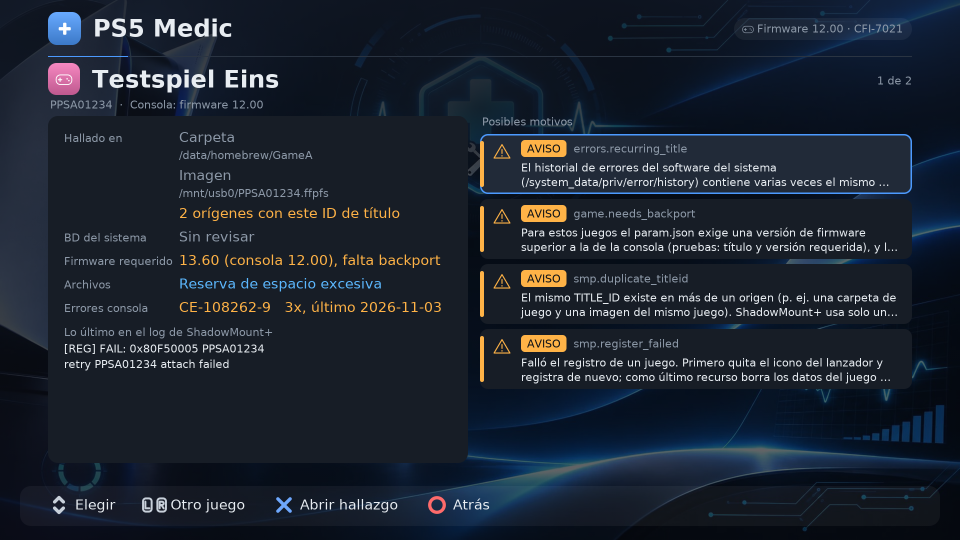 PS5 Medic
Firmware 12.00 · CFI-7021
Testspiel Eins
1 de 2
PPSA01234 · Consola: firmware 12.00
Hallado en
Carpeta
/data/homebrew/GameA
Imagen
/mnt/usb0/PPSA01234.ffpfs
2 orígenes con este ID de título
BD del sistema
Sin revisar
Firmware requerido
13.60 (consola 12.00), falta backport
Archivos
Reserva de espacio excesiva
Errores consola
CE-108262-9 3x, último 2026-11-03
Lo último en el log de ShadowMount+
[REG] FAIL: 0x80F50005 PPSA01234
retry PPSA01234 attach failed
Posibles motivos
AVISO errors.recurring_title
El historial de errores del software del sistema
(/system_data/priv/error/history) contiene varias veces el mismo ...
AVISO game.needs_backport
Para estos juegos el param.json exige una versión de firmware
superior a la de la consola (pruebas: título y versión requerida), y l...
AVISO smp.duplicate_titleid
El mismo TITLE_ID existe en más de un origen (p. ej. una carpeta de
juego y una imagen del mismo juego). ShadowMount+ usa solo un...
AVISO smp.register_failed
Falló el registro de un juego. Primero quita el icono del lanzador y
registra de nuevo; como último recurso borra los datos del juego ...
Elegir
L R Otro juego
Abrir hallazgo
Atrás